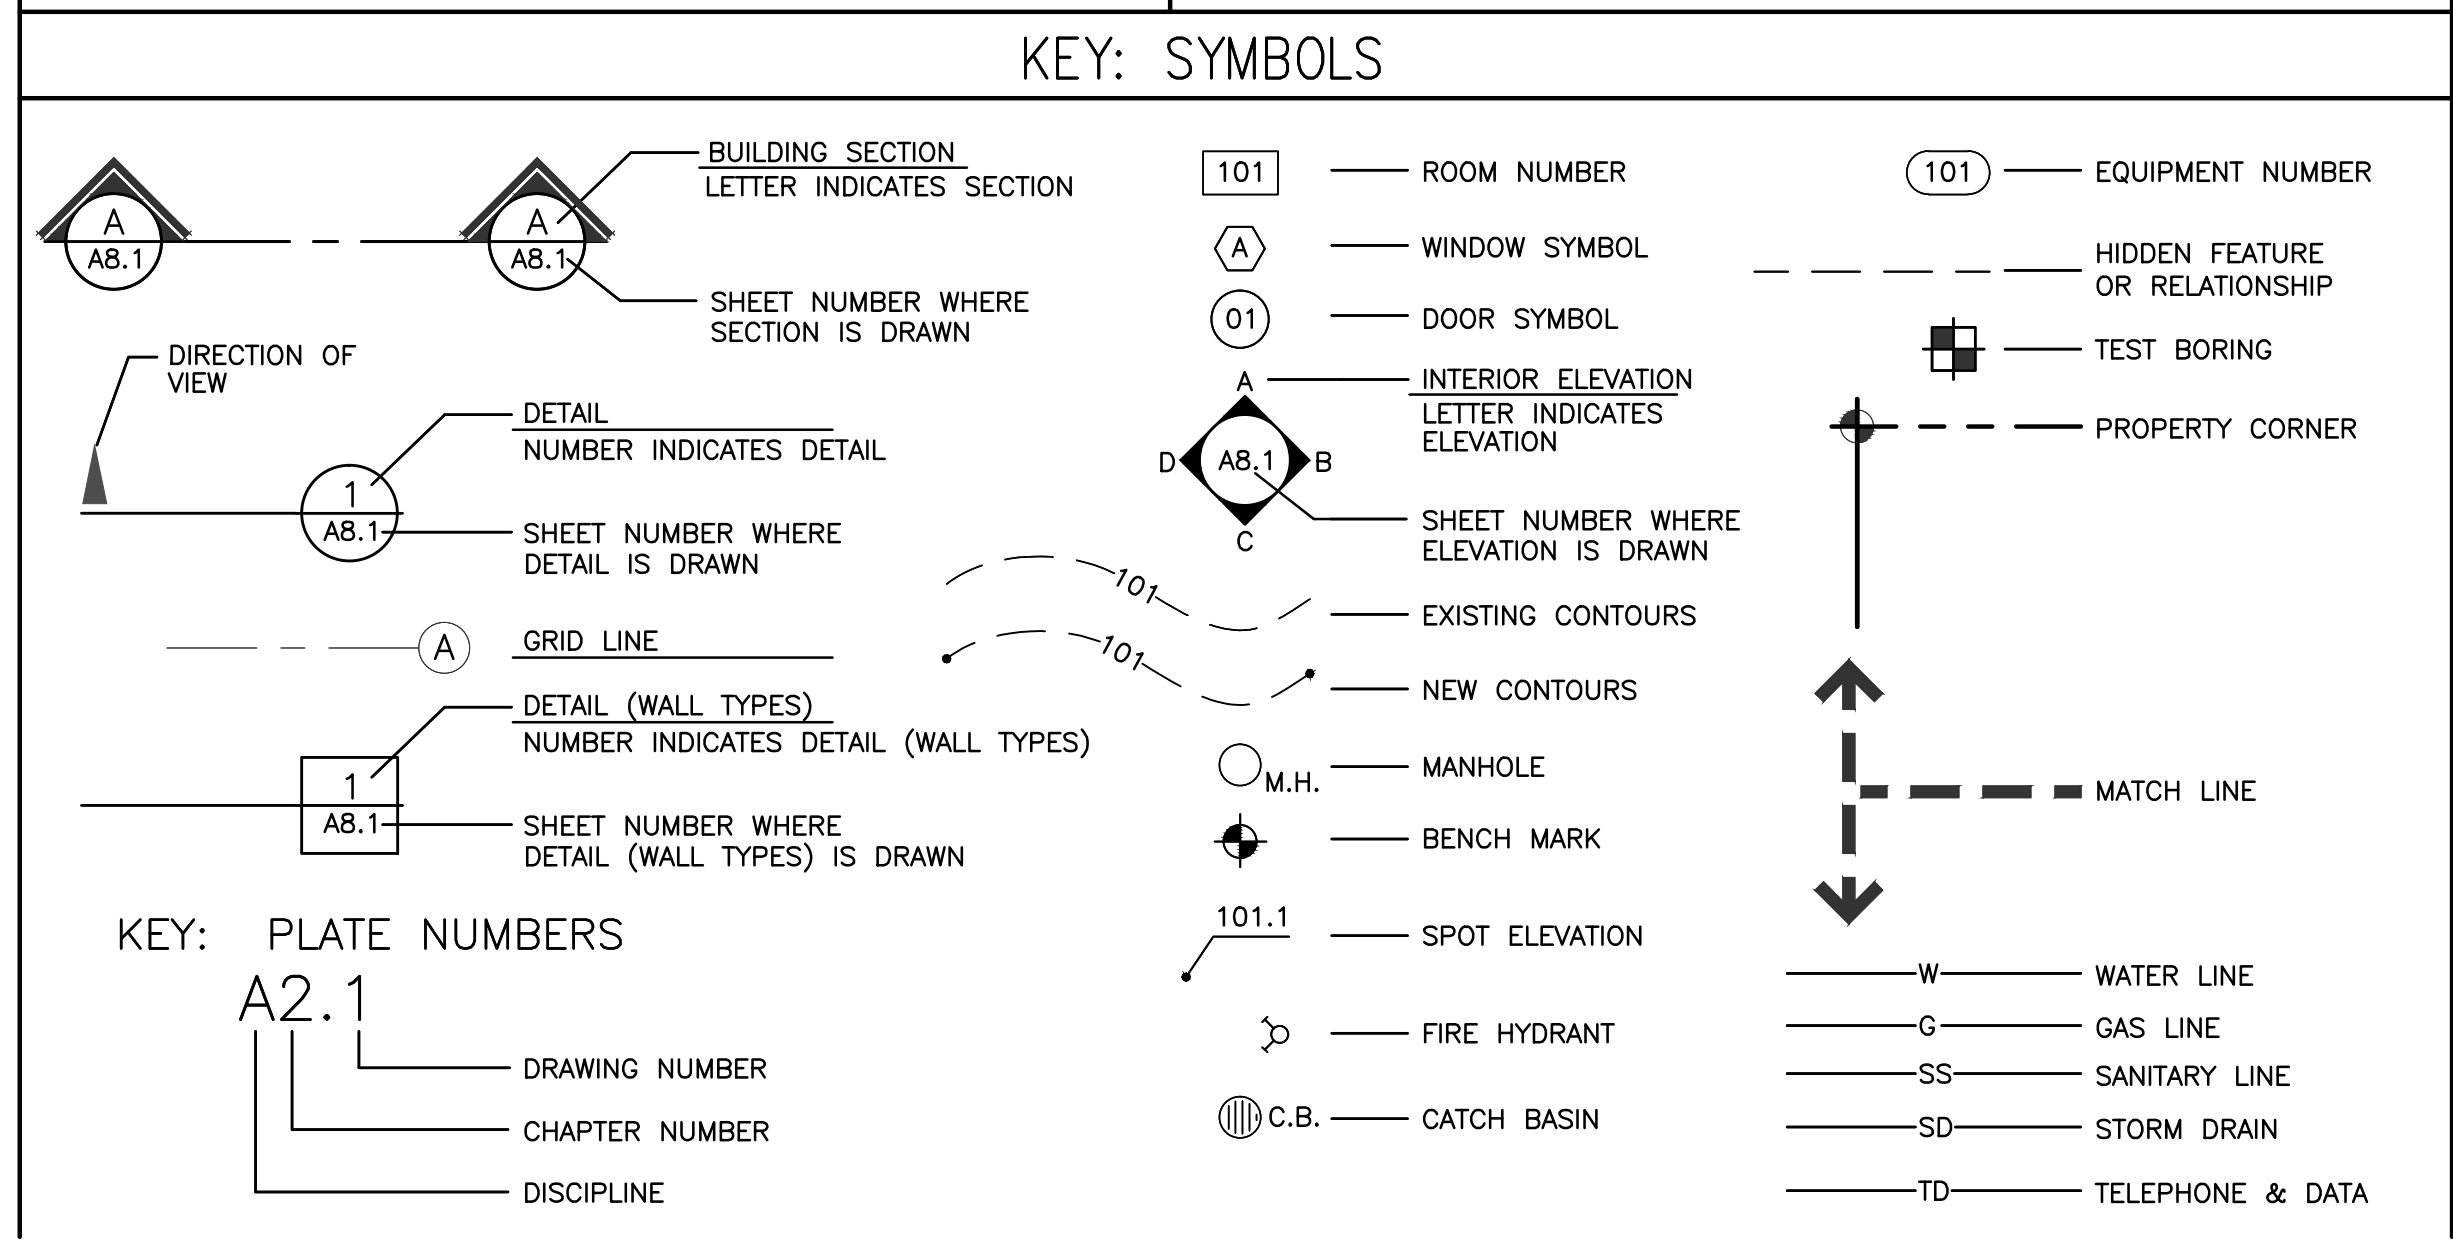 KEY: SYMBOLS
A
A8.1
A
A8.1
BUILDING SECTION
LETTER INDICATES SECTION
SHEET NUMBER WHERE
SECTION IS DRAWN
DIRECTION OF
VIEW
DETAIL
NUMBER INDICATES DETAIL
1
A8.1
SHEET NUMBER WHERE
DETAIL IS DRAWN
A
GRID LINE
DETAIL (WALL TYPES)
NUMBER INDICATES DETAIL (WALL TYPES)
1
A8.1
SHEET NUMBER WHERE
DETAIL (WALL TYPES) IS DRAWN
KEY: PLATE NUMBERS
A2.1
DRAWING NUMBER
CHAPTER NUMBER
DISCIPLINE
101 ROOM NUMBER
A WINDOW SYMBOL
01 DOOR SYMBOL
A INTERIOR ELEVATION
LETTER INDICATES
ELEVATION
D A8.1 B
C
SHEET NUMBER WHERE
ELEVATION IS DRAWN
101 EXISTING CONTOURS
101 NEW CONTOURS
M.H. MANHOLE
BENCH MARK
101.1 SPOT ELEVATION
FIRE HYDRANT
C.B. CATCH BASIN
101 EQUIPMENT NUMBER
HIDDEN FEATURE
OR RELATIONSHIP
TEST BORING
PROPERTY CORNER
MATCH LINE
W WATER LINE
G GAS LINE
SS SANITARY LINE
SD STORM DRAIN
TD TELEPHONE & DATA